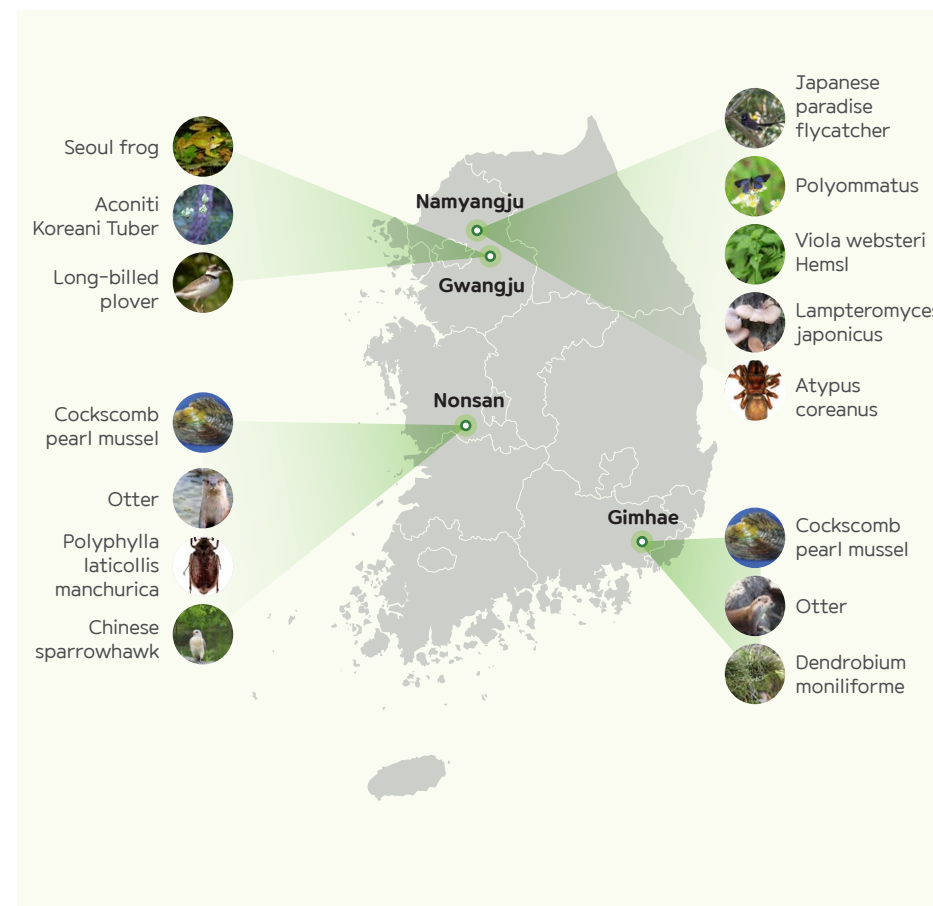 Seoul frog
Aconiti
Koreani Tuber
Long-billed
plover
Cockscomb
pearl mussel
Otter
Polyphylla
laticollis
manchurica
Chinese
sparrowhawk
Namyangju
Gwangju
Nonsan
Gimhae
Japanese
paradise
flycatcher
Polyommatus
Viola websteri
Hemsl
Lampteromyces
japonicus
Atypus
coreanus
Cockscomb
pearl mussel
Otter
Dendrobium
moniliforme